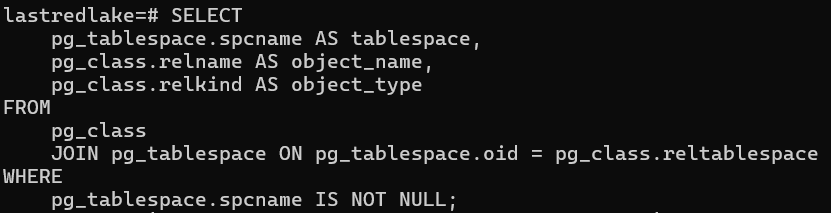 lastredlake=# SELECT
    pg_tablespace.spcname AS tablespace,
    pg_class.relname AS object_name,
    pg_class.relkind AS object_type
FROM
    pg_class
    JOIN pg_tablespace ON pg_tablespace.oid = pg_class.reltablespace
WHERE
    pg_tablespace.spcname IS NOT NULL;